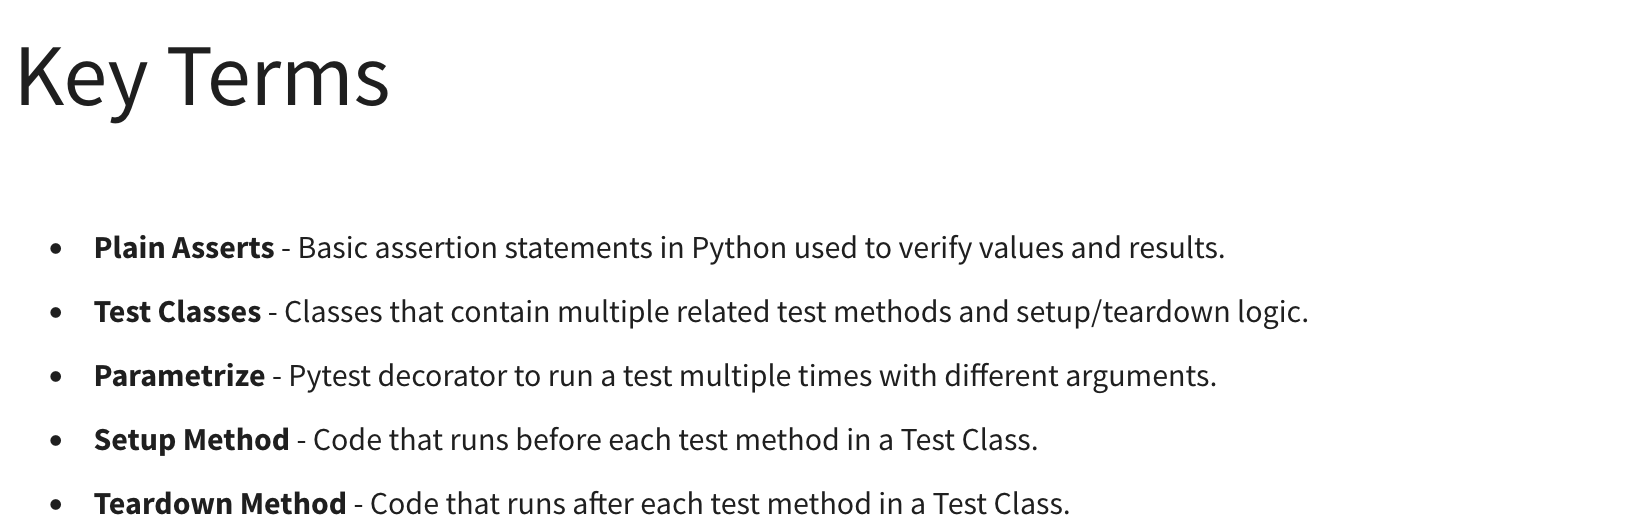 Key Terms
• Plain Asserts - Basic assertion statements in Python used to verify values and results.
• Test Classes - Classes that contain multiple related test methods and setup/teardown logic.
• Parametrize - Pytest decorator to run a test multiple times with different arguments.
• Setup Method - Code that runs before each test method in a Test Class.
• Teardown Method - Code that runs after each test method in a Test Class.